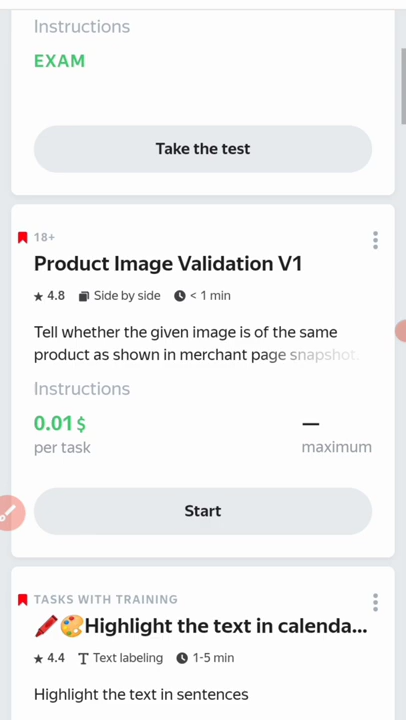 Instructions
EXAM
Take the test
18+
Product Image Validation V1
4.8 Side by side < 1 min
Tell whether the given image is of the same
product as shown in merchant page snapshot.
Instructions
0.01 $ —
per task maximum
Start
TASKS WITH TRAINING
🖍️🎨Highlight the text in calenda...
4.4 Text labeling 1-5 min
Highlight the text in sentences